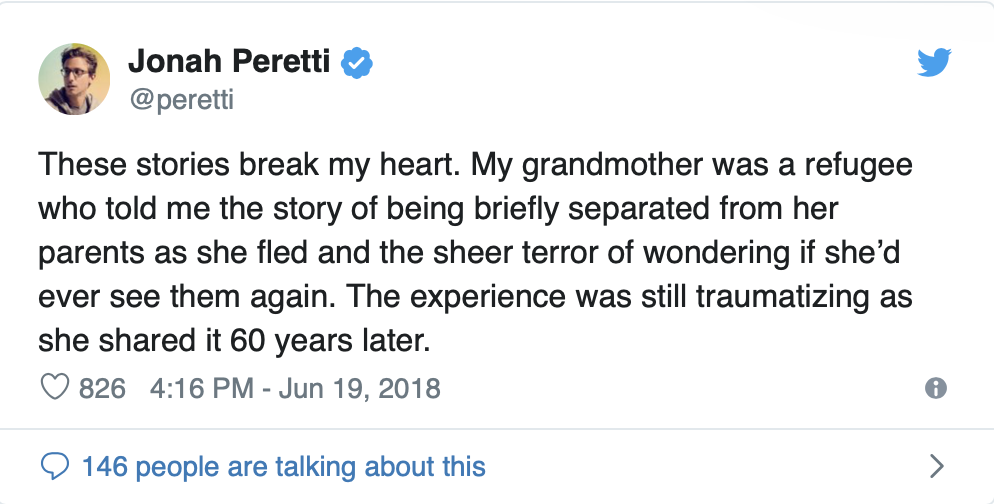 Jonah Peretti
@peretti
These stories break my heart. My grandmother was a refugee
who told me the story of being briefly separated from her
parents as she fled and the sheer terror of wondering if she’d
ever see them again. The experience was still traumatizing as
she shared it 60 years later.
826 4:16 PM - Jun 19, 2018
146 people are talking about this